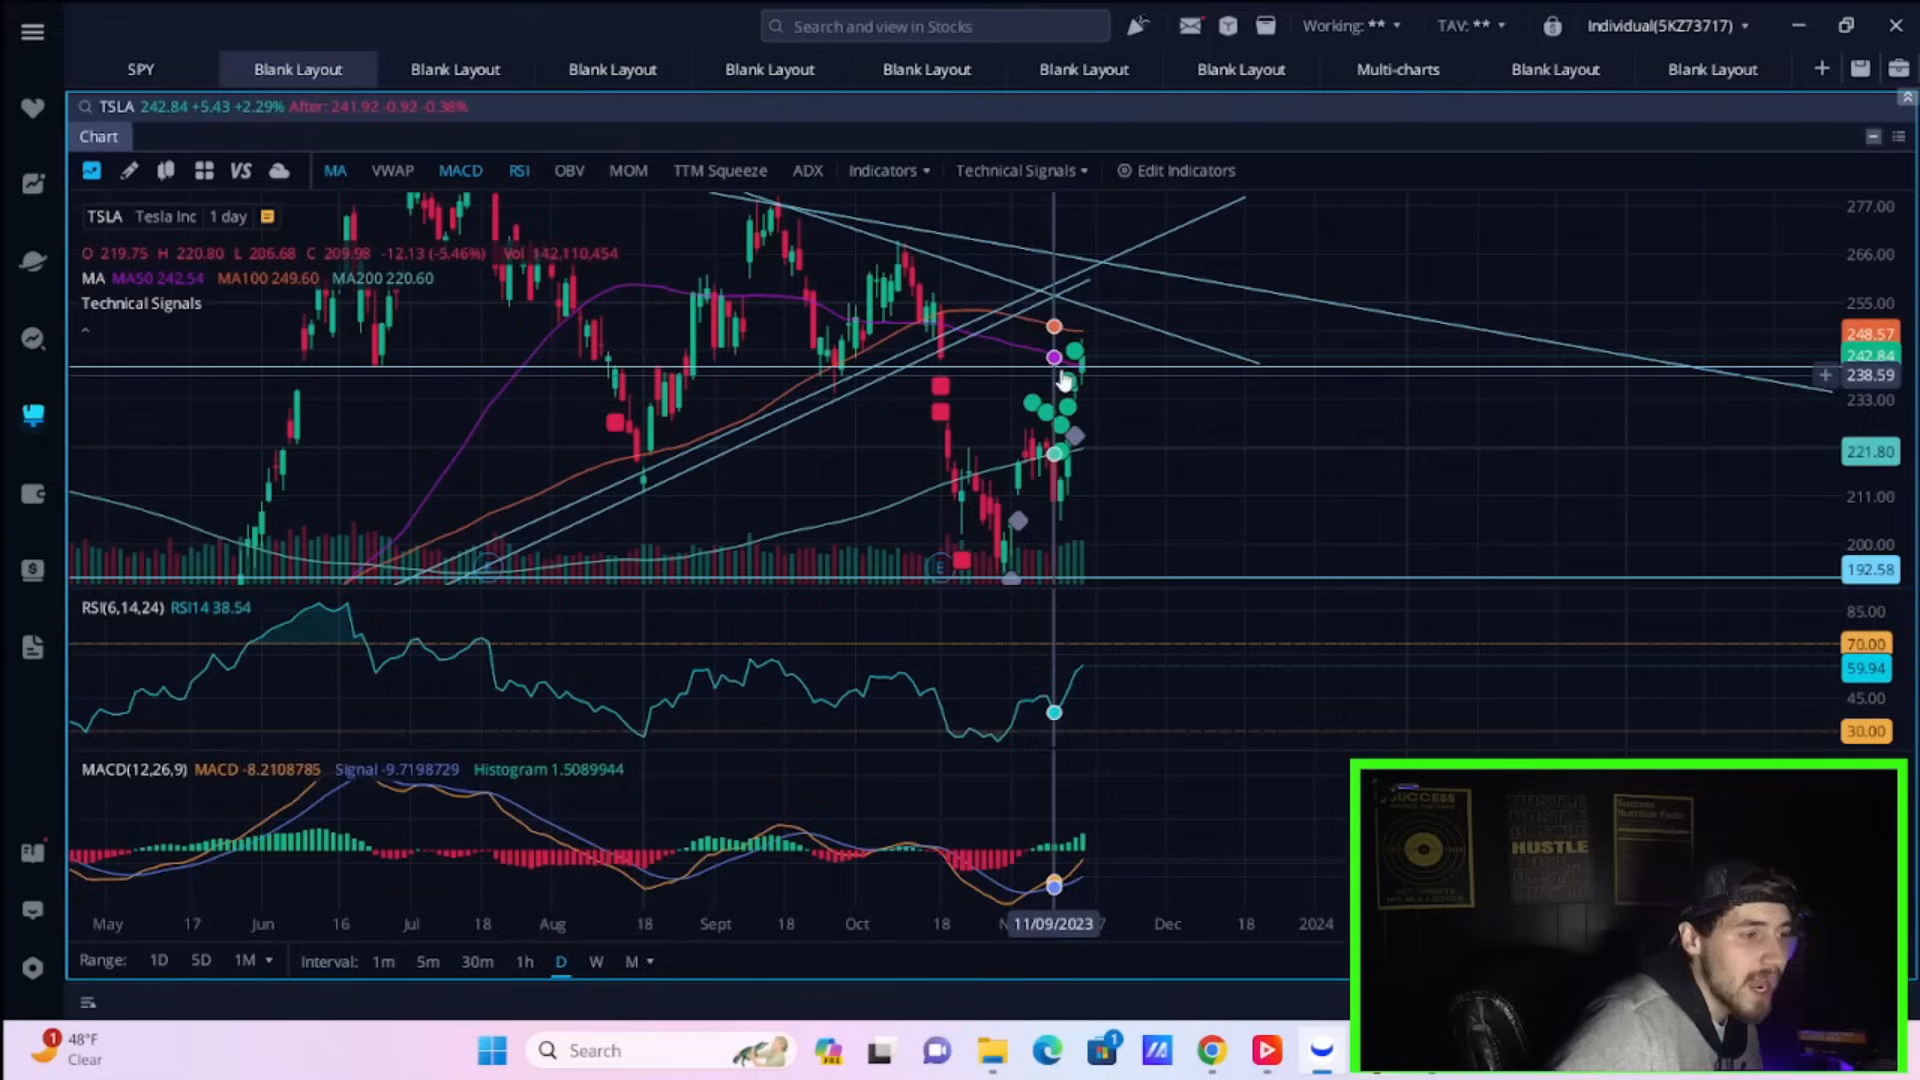 Search and view in Stocks
Working: **
TAV: **
Individual(5KZ73717)
SPY
Blank Layout
Blank Layout
Blank Layout
Blank Layout
Blank Layout
Blank Layout
Blank Layout
Multi-charts
Blank Layout
Blank Layout
TSLA 242.84 +5.43 +2.29% After: 241.92 -0.92 -0.38%
Chart
VS
MA
VWAP
MACD
RSI
OBV
MOM
TTM Squeeze
ADX
Indicators
Technical Signals
Edit Indicators
TSLA Tesla Inc 1 day
O 219.75 H 220.80 L 206.68 C 209.98 -12.13 (-5.46%) Vol 142,110,454
MA MA50 242.54 MA100 249.60 MA200 220.60
Technical Signals
277.00
266.00
255.00
248.57
242.84
238.59
233.00
221.80
211.00
200.00
192.58
E
RSI(6,14,24) RSI14 38.54
85.00
70.00
59.94
45.00
30.00
MACD(12,26,9) MACD -8.2108785 Signal -9.7198729 Histogram 1.5089944
May
17
Jun
16
Jul
18
Aug
18
Sept
18
Oct
18
11/09/2023
Dec
18
2024
Range: 1D 5D 1M
Interval: 1m 5m 30m 1h D W M
SUCCESS
HUSTLE
Success
Nutrition Facts
1
48°F
Clear
Search
PRE
1